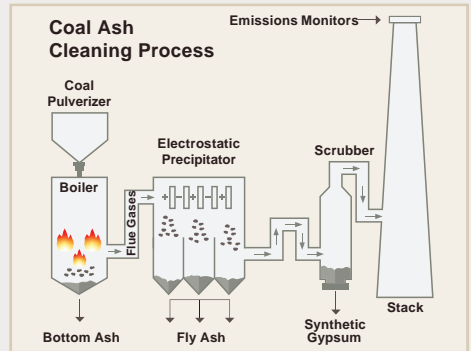 Coal Ash
Cleaning Process
Emissions Monitors
Coal
Pulverizer
Electrostatic
Precipitator
Scrubber
Boiler
Flue Gases
Stack
Bottom Ash
Fly Ash
Synthetic
Gypsum